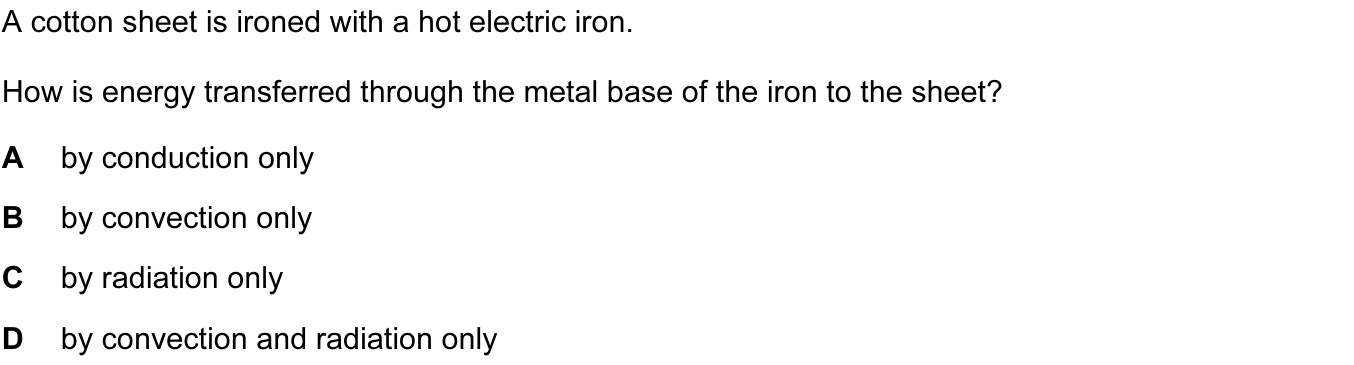 A cotton sheet is ironed with a hot electric iron.
How is energy transferred through the metal base of the iron to the sheet?
A by conduction only
B by convection only
C by radiation only
D by convection and radiation only